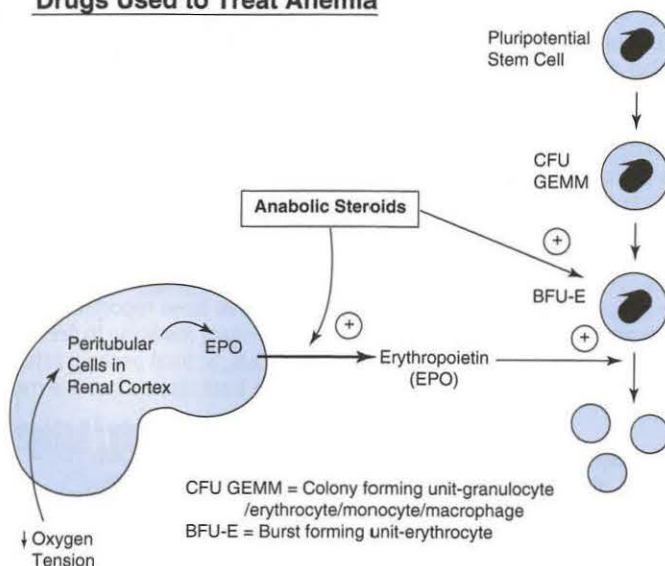 Drugs Used to Treat Anemia
Pluripotential
Stem Cell
CFU
GEMM
Anabolic Steroids
+
BFU-E
+
+
Peritubular
Cells in
Renal Cortex
EPO
Erythropoietin
(EPO)
CFU GEMM = Colony forming unit-granulocyte
/erythrocyte/monocyte/macrophage
BFU-E = Burst forming unit-erythrocyte
↓ Oxygen
Tension